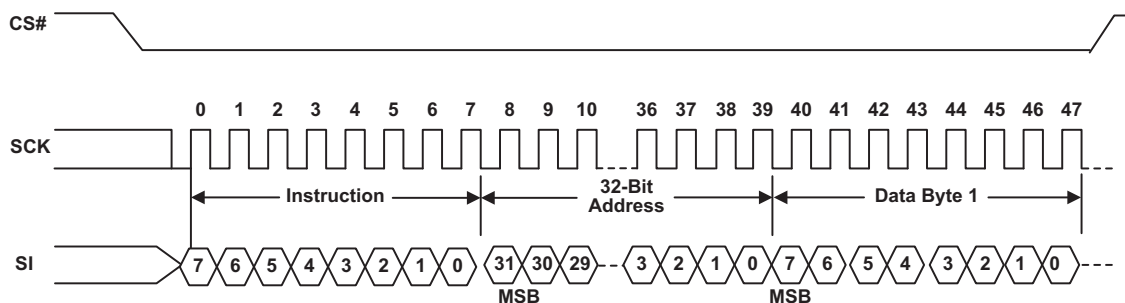 CS#
0 1 2 3 4 5 6 7 8 9 10 36 37 38 39 40 41 42 43 44 45 46 47
SCK
Instruction
32-Bit
Address
Data Byte 1
SI
7 6 5 4 3 2 1 0 31 30 29 3 2 1 0 7 6 5 4 3 2 1 0
MSB MSB